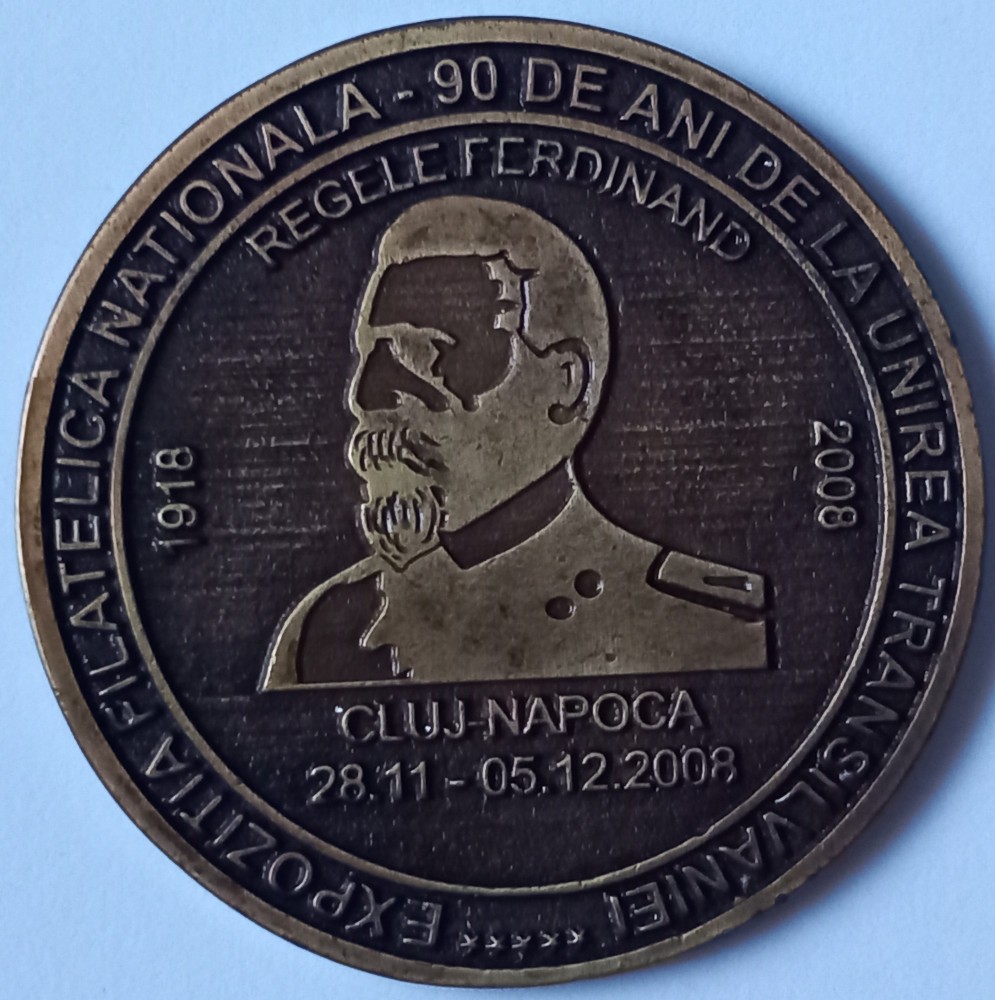 EXPOZITIA FILATELICA NATIONALA - 90 DE ANI DE LA UNIREA TRANSILVANIEI
REGELE FERDINAND
1918
2008
CLUJ-NAPOCA
28.11 - 05.12.2008